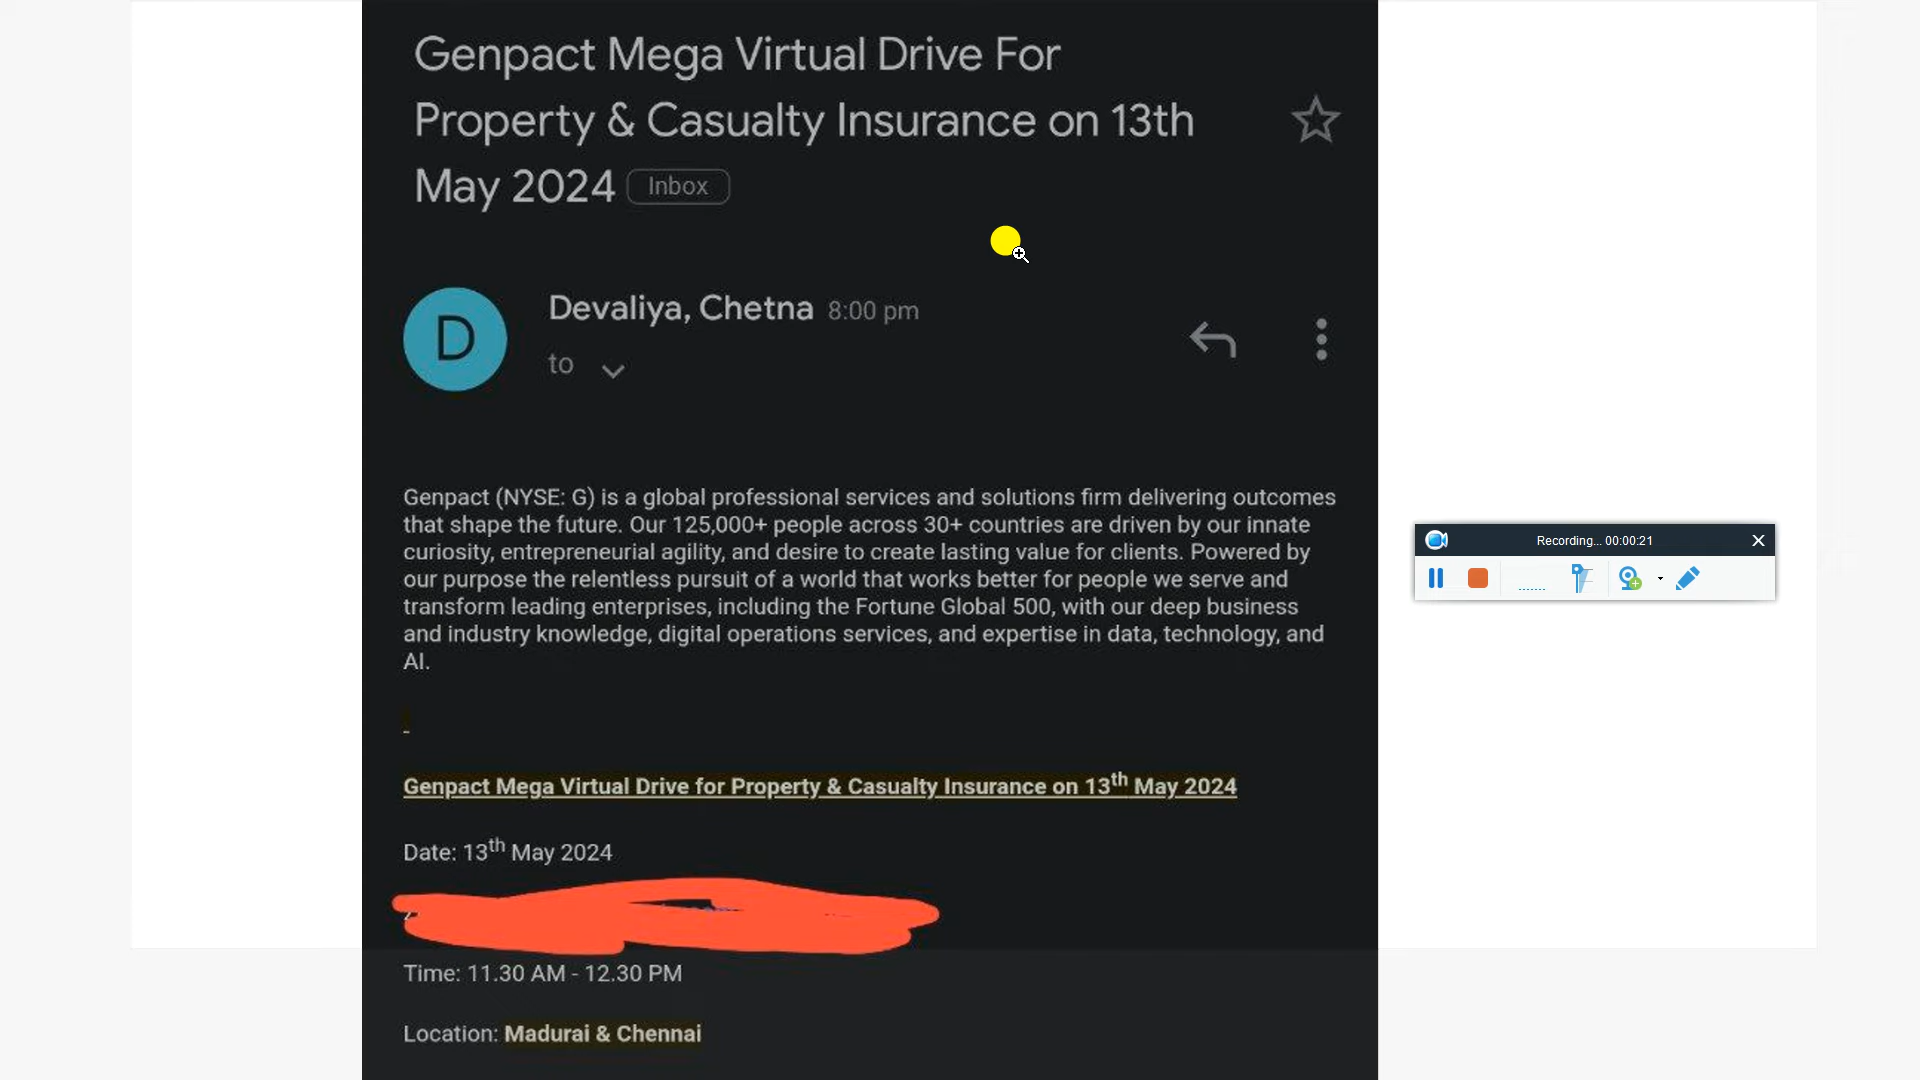 Genpact Mega Virtual Drive For
Property & Casualty Insurance on 13th
May 2024 Inbox
D
Devaliya, Chetna 8:00 pm
to
Genpact (NYSE: G) is a global professional services and solutions firm delivering outcomes
that shape the future. Our 125,000+ people across 30+ countries are driven by our innate
curiosity, entrepreneurial agility, and desire to create lasting value for clients. Powered by
our purpose the relentless pursuit of a world that works better for people we serve and
transform leading enterprises, including the Fortune Global 500, with our deep business
and industry knowledge, digital operations services, and expertise in data, technology, and
AI.
Recording... 00:00:21
Genpact Mega Virtual Drive for Property & Casualty Insurance on 13th May 2024
Date: 13th May 2024
Time: 11.30 AM - 12.30 PM
Location: Madurai & Chennai